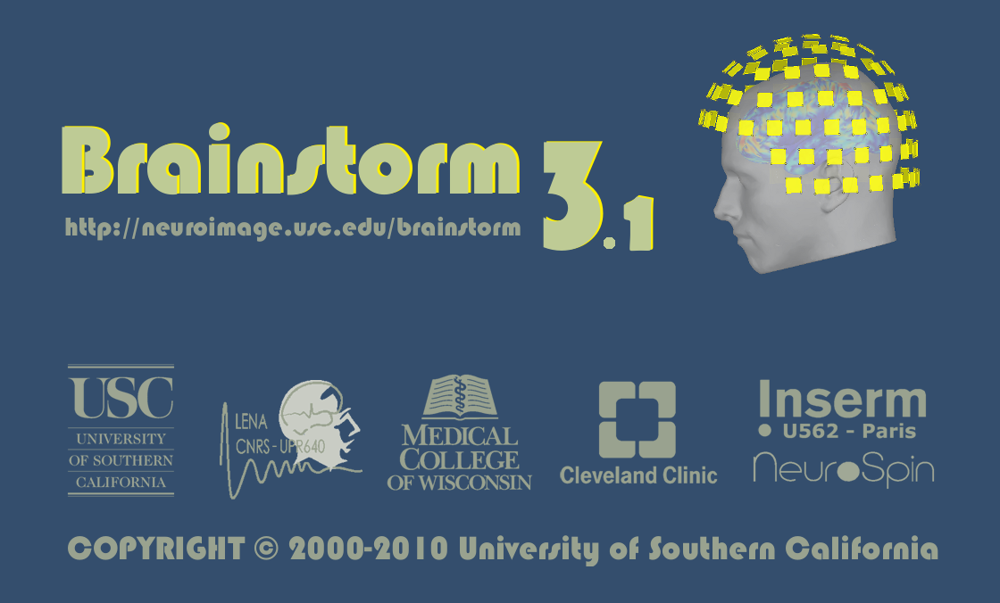 Brainstorm 3.1
http://neuroimage.usc.edu/brainstorm
USC
UNIVERSITY
OF SOUTHERN
CALIFORNIA
LENA
CNRS - UPR640
MEDICAL
COLLEGE
OF WISCONSIN
Cleveland Clinic
Inserm
U562 - Paris
NeuroSpin
COPYRIGHT © 2000-2010 University of Southern California